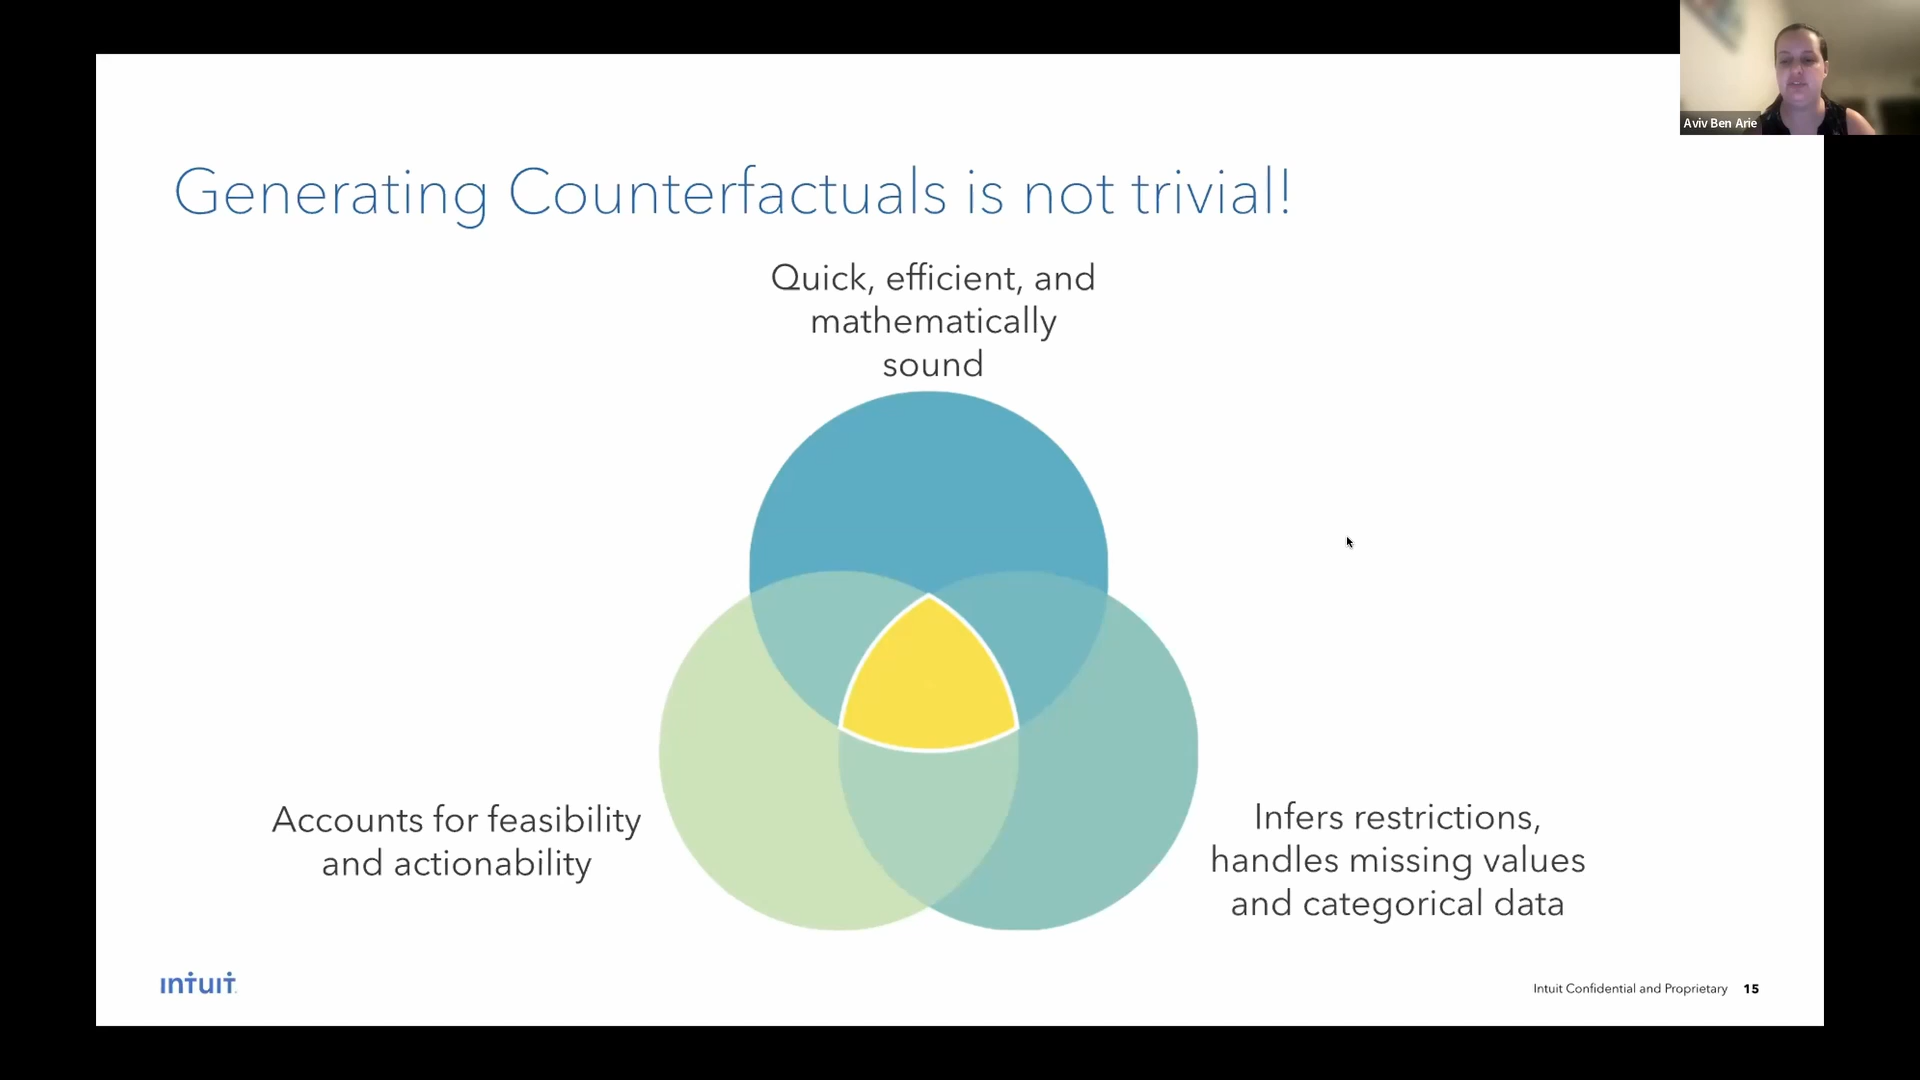 Aviv Ben Arie
Generating Counterfactuals is not trivial!
Quick, efficient, and
mathematically
sound
Accounts for feasibility
and actionability
Infers restrictions,
handles missing values
and categorical data
intuit
Intuit Confidential and Proprietary 15